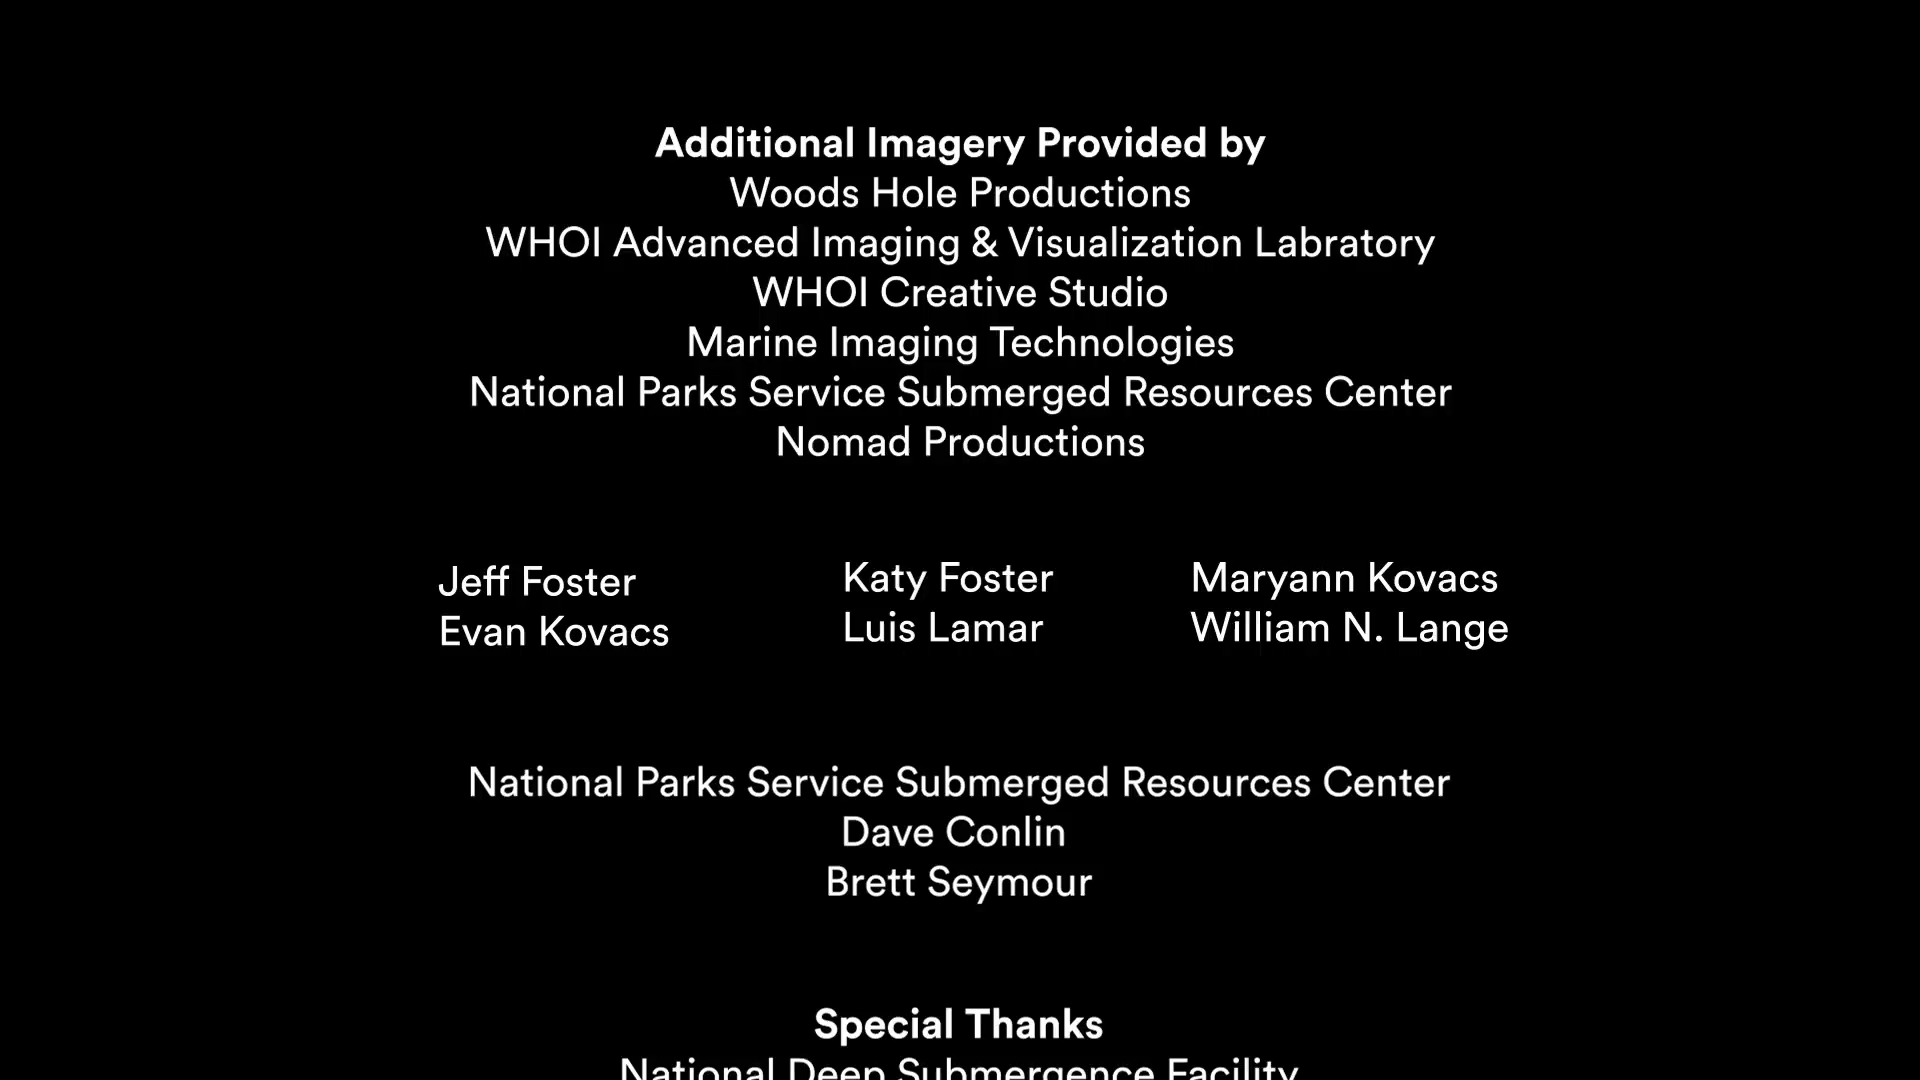 Additional Imagery Provided by
Woods Hole Productions
WHOI Advanced Imaging & Visualization Labratory
WHOI Creative Studio
Marine Imaging Technologies
National Parks Service Submerged Resources Center
Nomad Productions
Jeff Foster Katy Foster Maryann Kovacs
Evan Kovacs Luis Lamar William N. Lange
National Parks Service Submerged Resources Center
Dave Conlin
Brett Seymour
Special Thanks
National Deep Submergence Facility